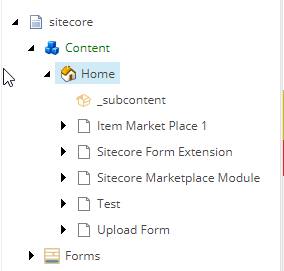 sitecore
Content
Home
_subcontent
Item Market Place 1
Sitecore Form Extension
Sitecore Marketplace Module
Test
Upload Form
Forms